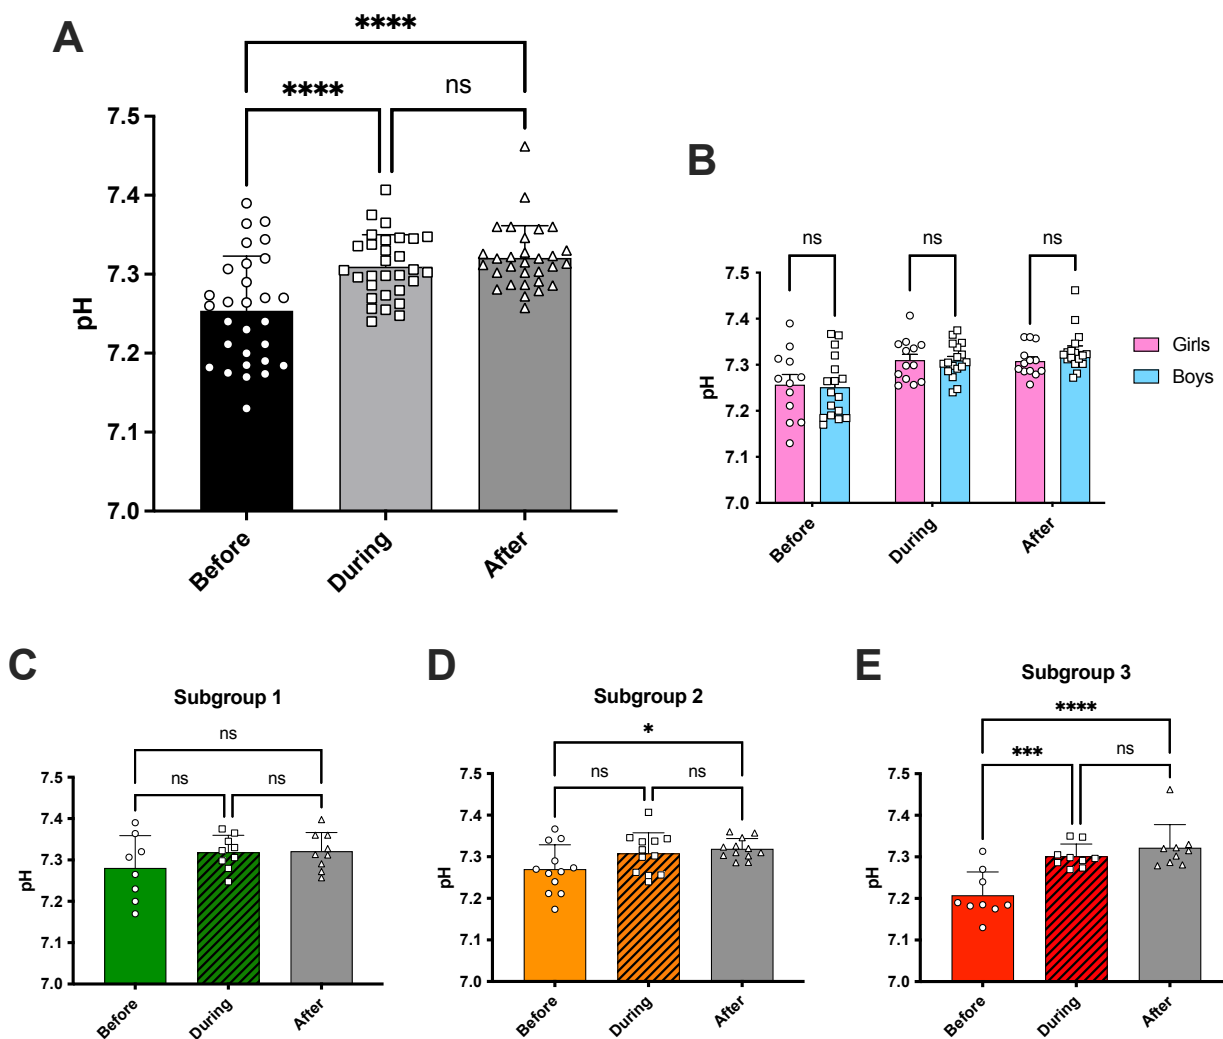 A
****
****
ns
7.5
7.4
7.3
7.2
7.1
7.0
pH
Before
During
After
B
ns
ns
ns
7.5
7.4
7.3
7.2
7.1
7.0
pH
Before
During
After
Girls
Boys
C
Subgroup 1
ns
ns
ns
7.5
7.4
7.3
7.2
7.1
7.0
pH
Before
During
After
D
Subgroup 2
*
ns
ns
7.5
7.4
7.3
7.2
7.1
7.0
pH
Before
During
After
E
Subgroup 3
****
***
ns
7.5
7.4
7.3
7.2
7.1
7.0
pH
Before
During
After